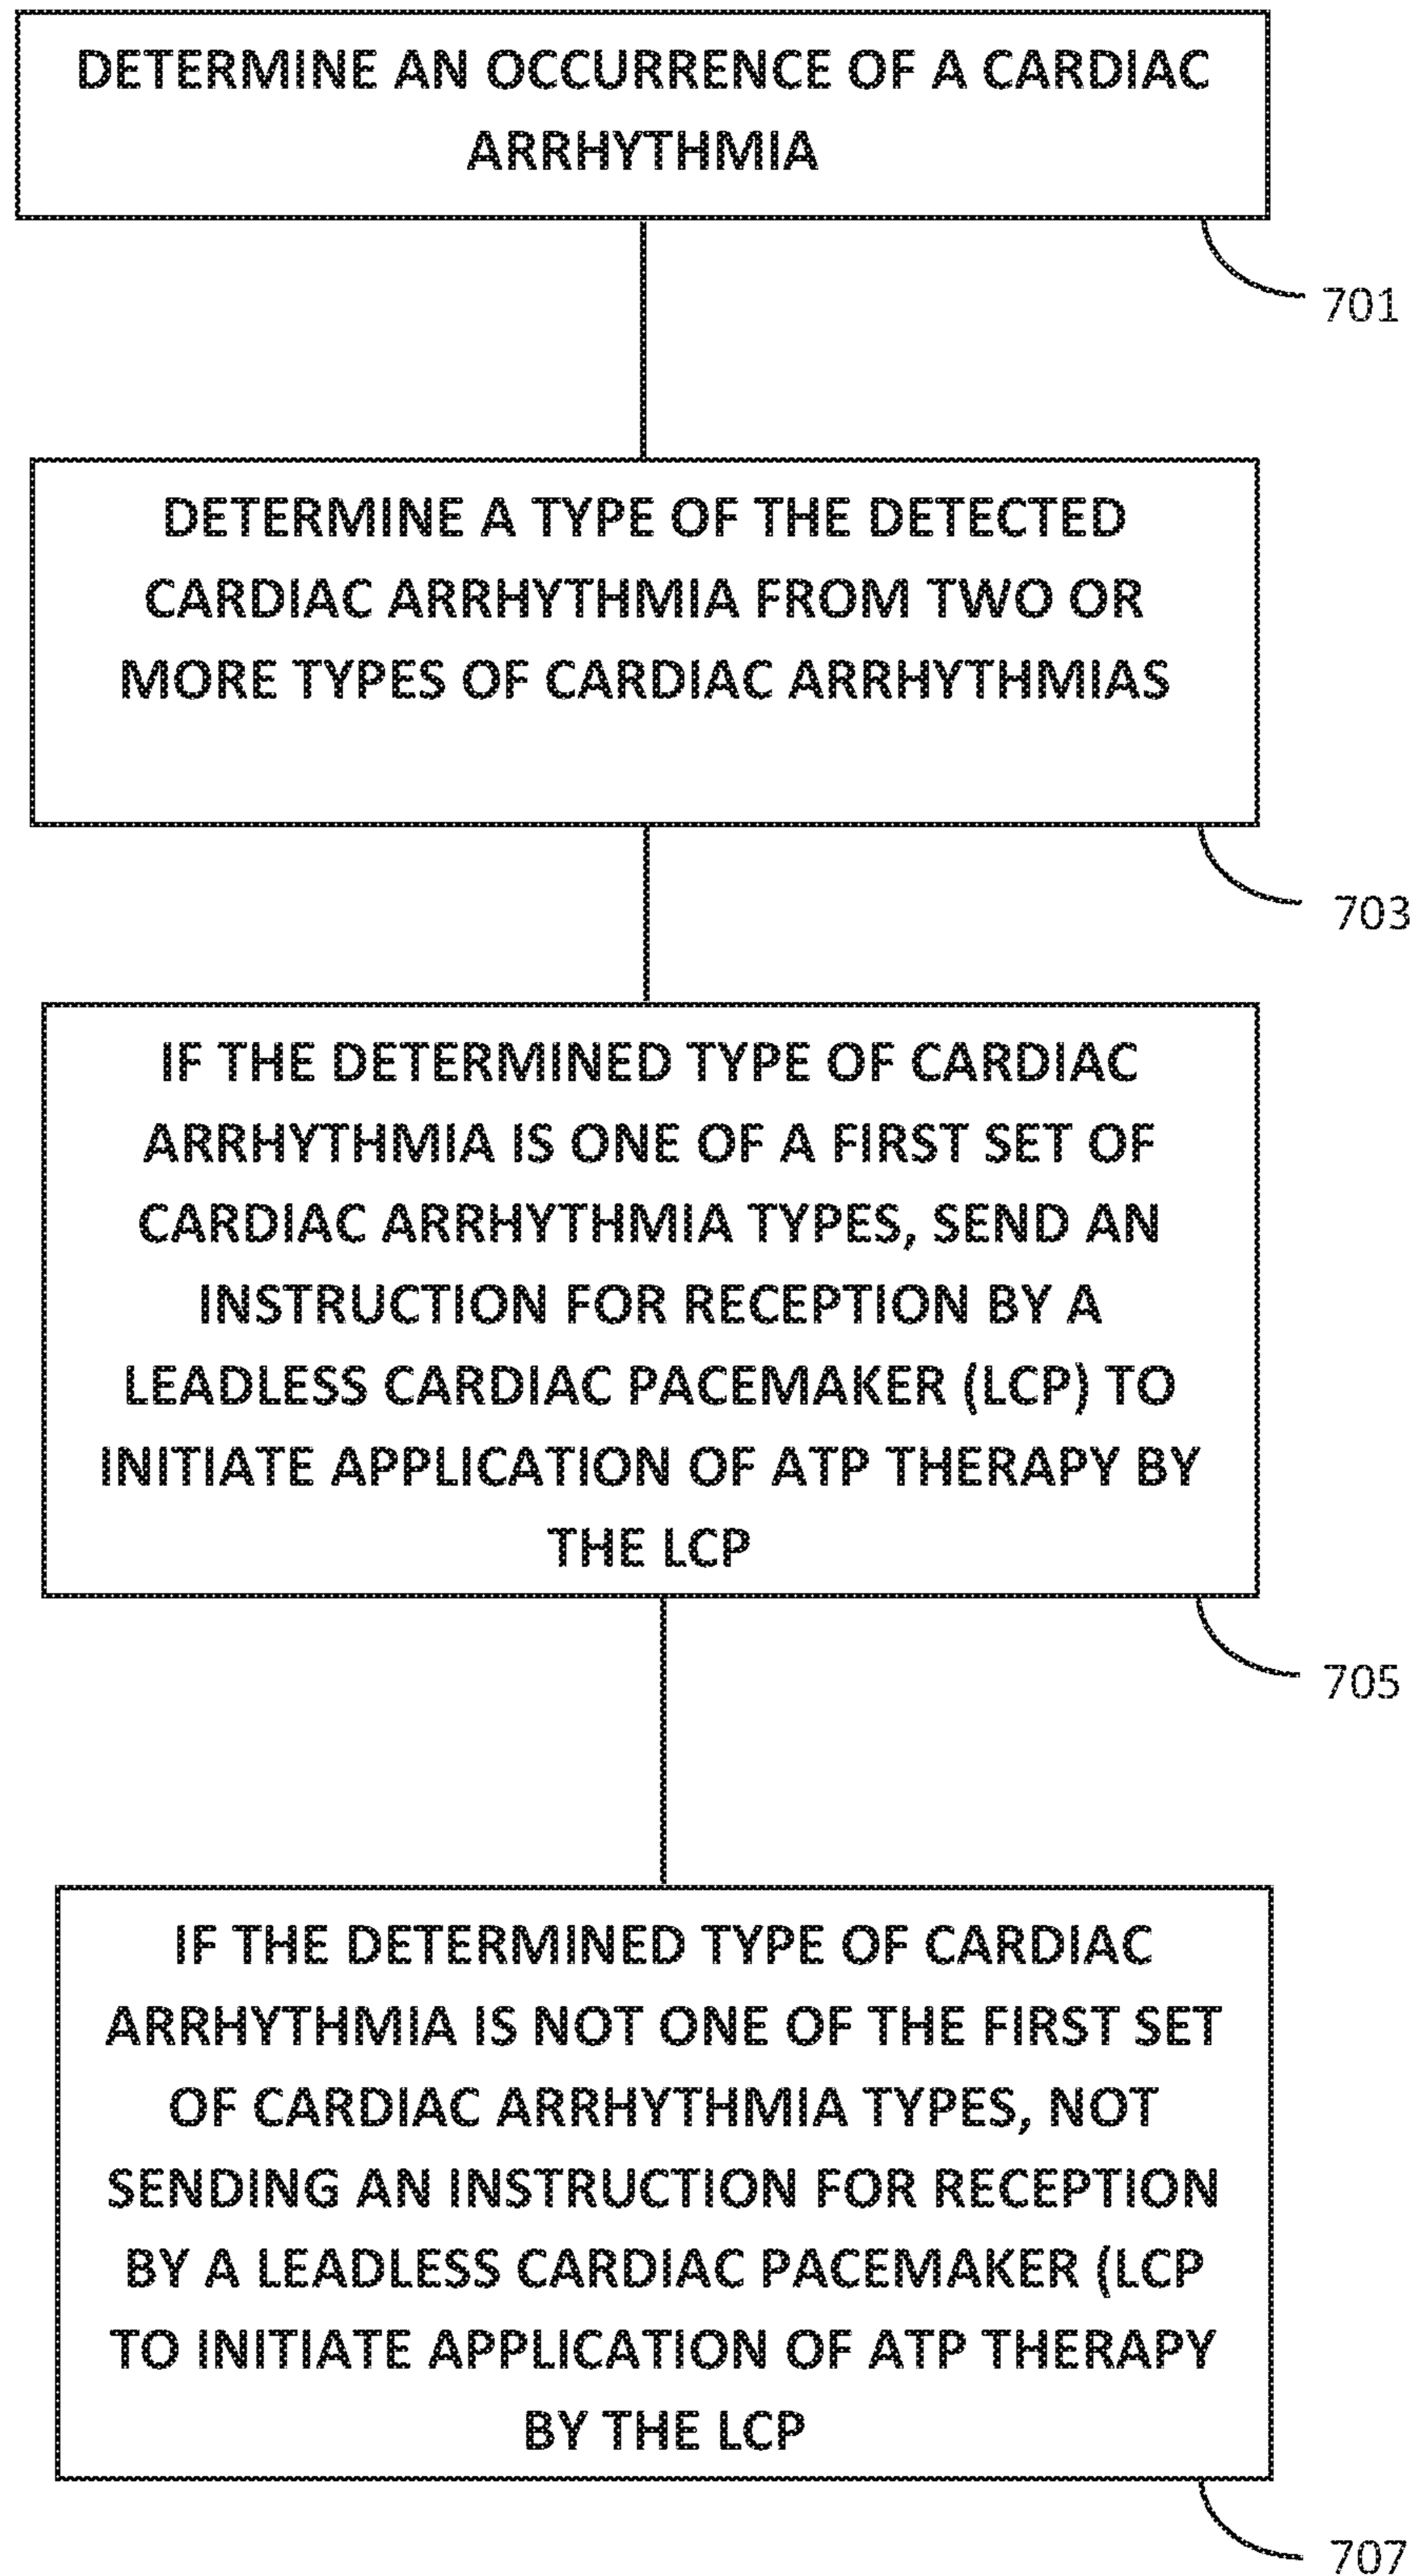 DETERMINE AN OCCURRENCE OF A CARDIAC
ARRHYTHMIA
701
DETERMINE A TYPE OF THE DETECTED
CARDIAC ARRHYTHMIA FROM TWO OR
MORE TYPES OF CARDIAC ARRHYTHMIAS
703
IF THE DETERMINED TYPE OF CARDIAC
ARRHYTHMIA IS ONE OF A FIRST SET OF
CARDIAC ARRHYTHMIA TYPES, SEND AN
INSTRUCTION FOR RECEPTION BY A
LEADLESS CARDIAC PACEMAKER (LCP) TO
INITIATE APPLICATION OF ATP THERAPY BY
THE LCP
705
IF THE DETERMINED TYPE OF CARDIAC
ARRHYTHMIA IS NOT ONE OF THE FIRST SET
OF CARDIAC ARRHYTHMIA TYPES, NOT
SENDING AN INSTRUCTION FOR RECEPTION
BY A LEADLESS CARDIAC PACEMAKER (LCP
TO INITIATE APPLICATION OF ATP THERAPY
BY THE LCP
707